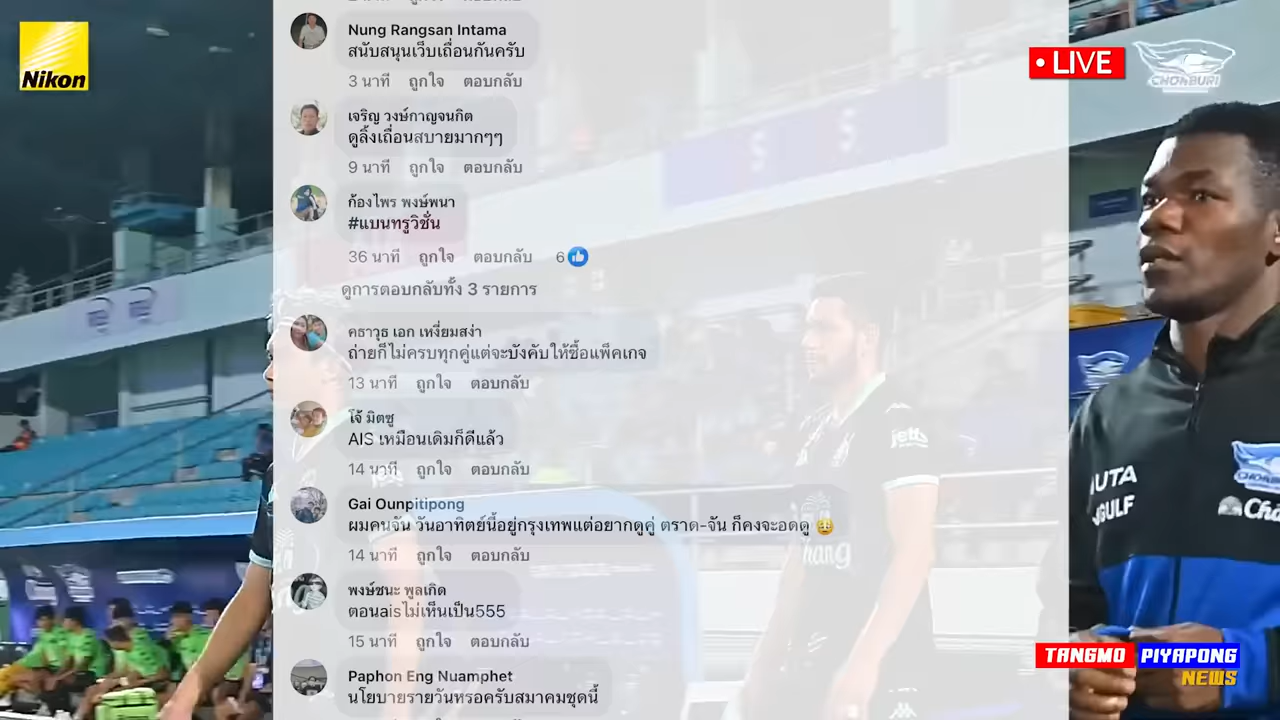 Nikon
Nung Rangsan Intama
สนับสนุนเว็บเถื่อนกันครับ
3 นาที ถูกใจ ตอบกลับ
เจริญ วงษ์กาญจนกิต
ดูลิ้งเถื่อนสบายมากๆๆ
9 นาที ถูกใจ ตอบกลับ
ก้องไพร พงษ์พนา
#แบนทรูวิชั่น
36 นาที ถูกใจ ตอบกลับ 6
ดูการตอบกลับทั้ง 3 รายการ
คธาวุธ เอก เหงี่ยมสง่า
ถ่ายก็ไม่ครบทุกคู่แต่จะบังคับให้ซื้อแพ็คเกจ
13 นาที ถูกใจ ตอบกลับ
โจ้ มิตซู
AIS เหมือนเดิมก็ดีแล้ว
14 นาที ถูกใจ ตอบกลับ
Gai Ounpitipong
ผมคนจัน วันอาทิตย์นี้อยู่กรุงเทพแต่อยากดูคู่ ตราด-จัน ก็คงจะอดดู
14 นาที ถูกใจ ตอบกลับ
พงษ์ชนะ พูลเกิด
ตอนaisไม่เห็นเป็น555
15 นาที ถูกใจ ตอบกลับ
Paphon Eng Nuamphet
นโยบายรายวันหรอครับสมาคมชุดนี้
LIVE
CHONBURI
jetts
UTA
GULF
TANGMO PIYAPONG
NEWS